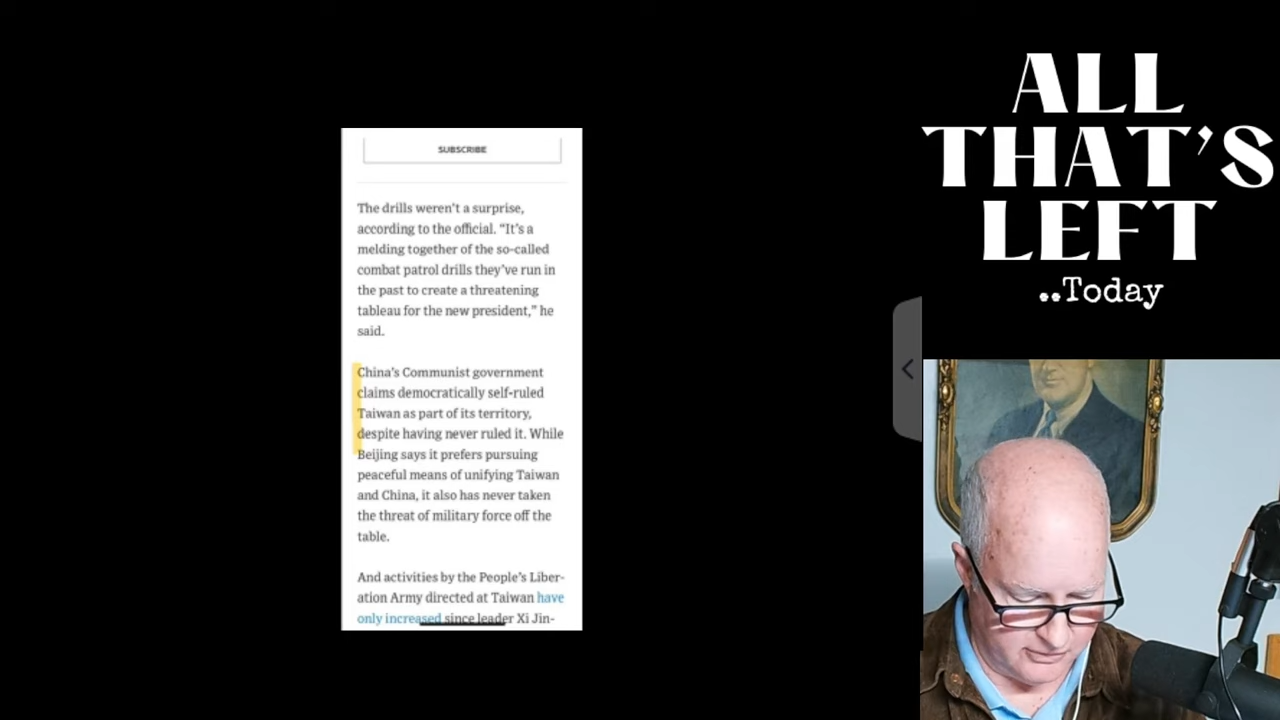 SUBSCRIBE
The drills weren't a surprise,
according to the official. “It's a
melding together of the so-called
combat patrol drills they've run in
the past to create a threatening
tableau for the new president,” he
said.
China's Communist government
claims democratically self-ruled
Taiwan as part of its territory,
despite having never ruled it. While
Beijing says it prefers pursuing
peaceful means of unifying Taiwan
and China, it also has never taken
the threat of military force off the
table.
And activities by the People's Liber-
ation Army directed at Taiwan have
only increased since leader Xi Jin-
ALL
THAT'S
LEFT
..Today